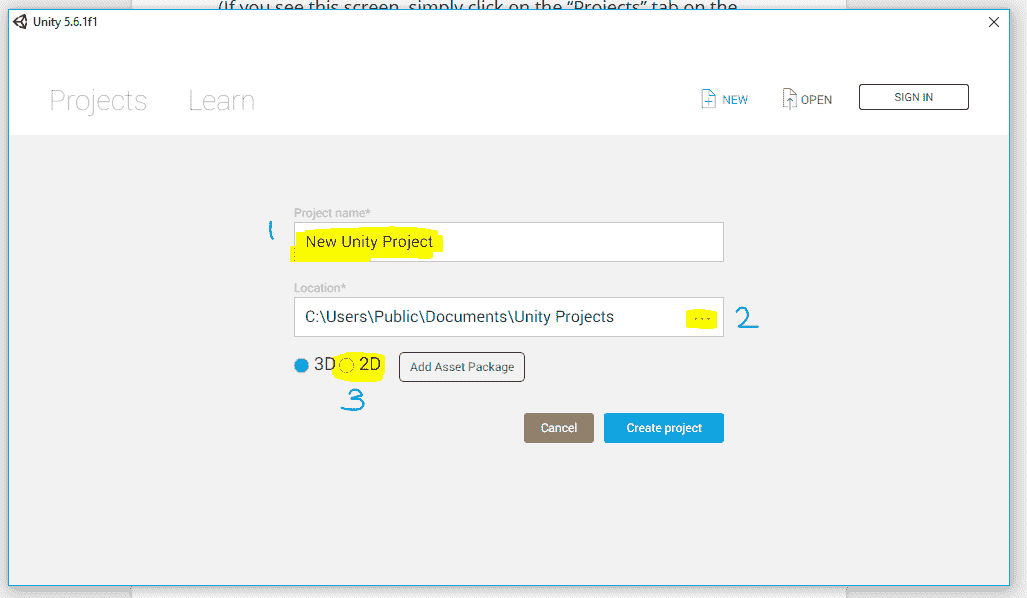 (If you see this screen, simply click on the “Projects” tab on the
Unity 5.6.1f1
Projects Learn NEW OPEN SIGN IN
Project name*
1 New Unity Project
Location*
C:\Users\Public\Documents\Unity Projects ... 2
3D 2D Add Asset Package
3
Cancel Create project